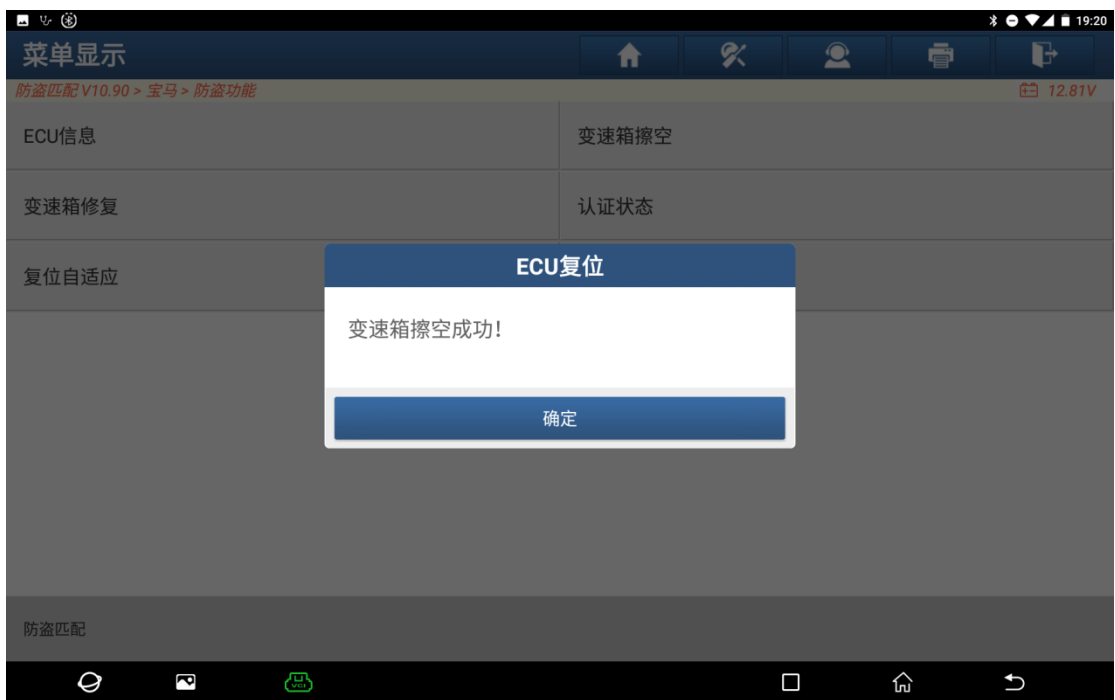 19:20
菜单显示
防盗匹配 V10.90 > 宝马 > 防盗功能
12.81V
ECU信息
变速箱擦空
变速箱修复
认证状态
复位自适应
ECU复位
变速箱擦空成功!
确定
防盗匹配
VCI